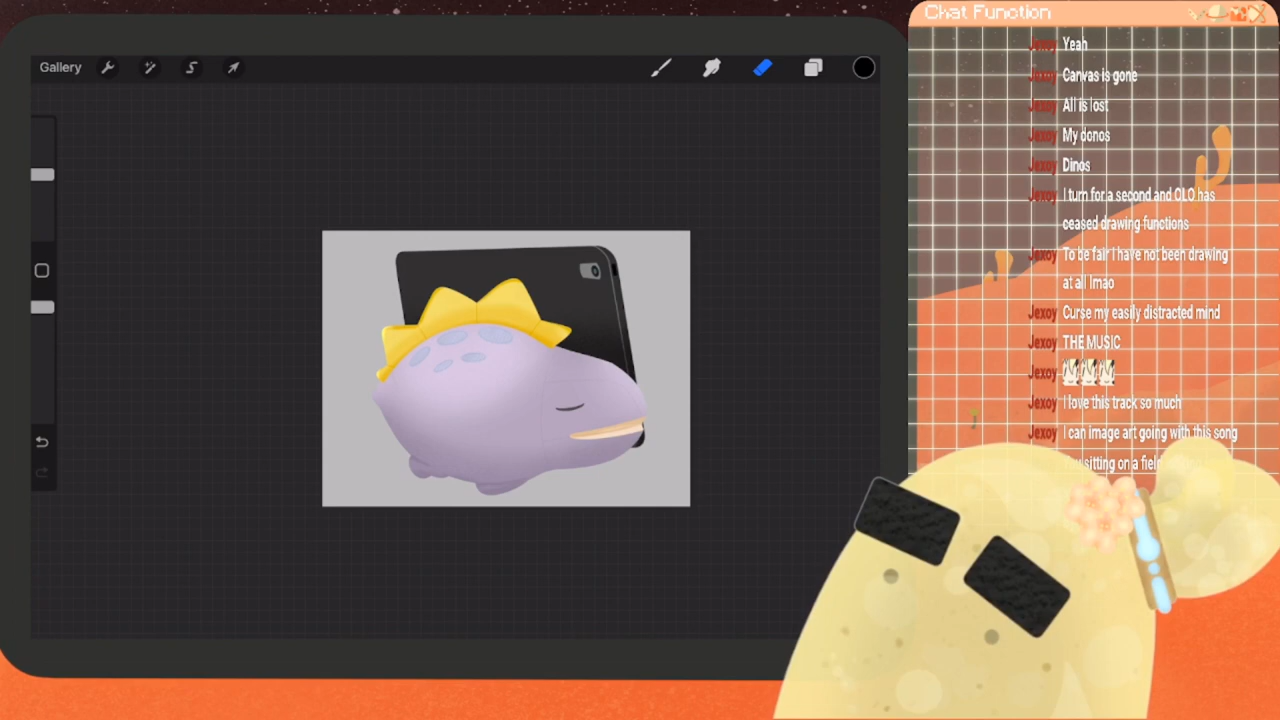 Chat Function
Gallery
Jexoy Yeah
Jexoy Canvas is gone
Jexoy All is lost
Jexoy My donos
Jexoy Dinos
Jexoy I turn for a second and OLO has
ceased drawing functions
Jexoy To be fair I have not been drawing
at all lmao
Jexoy Curse my easily distracted mind
Jexoy THE MUSIC
Jexoy
Jexoy I love this track so much
Jexoy I can image art going with this song
sitting on a field